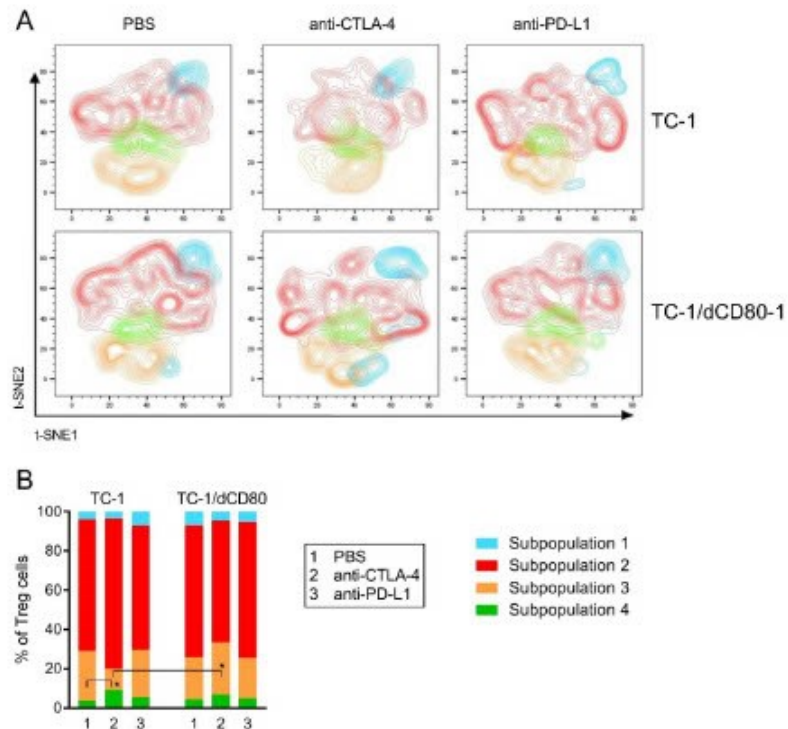 A
PBS anti-CTLA-4 anti-PD-L1
TC-1
TC-1/dCD80-1
t-SNE2
t-SNE1
B
TC-1 TC-1/dCD80
100
80
60
40
20
0
% of Treg cells
* *
1 2 3 1 2 3
1 PBS
2 anti-CTLA-4
3 anti-PD-L1
Subpopulation 1
Subpopulation 2
Subpopulation 3
Subpopulation 4